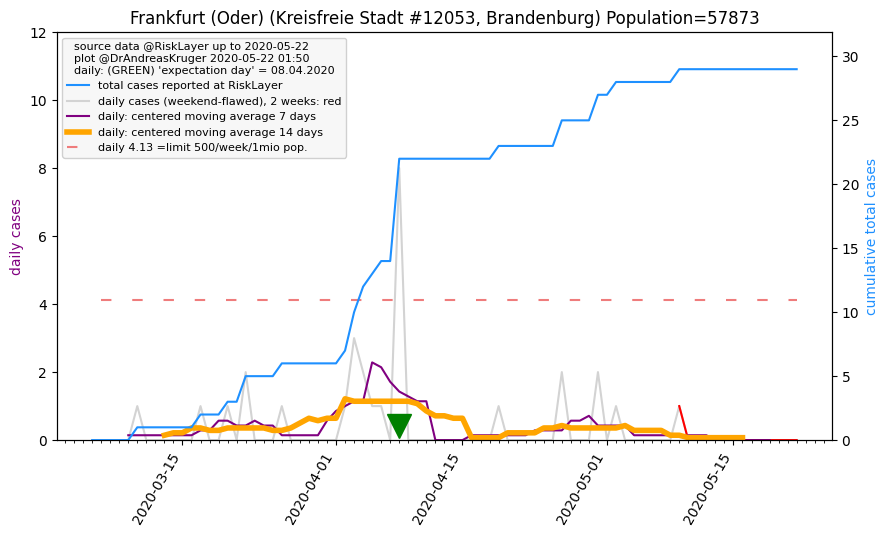 Frankfurt (Oder) (Kreisfreie Stadt #12053, Brandenburg) Population=57873
source data @RiskLayer up to 2020-05-22
plot @DrAndreasKruger 2020-05-22 01:50
daily: (GREEN) 'expectation day' = 08.04.2020
total cases reported at RiskLayer
daily cases (weekend-flawed), 2 weeks: red
daily: centered moving average 7 days
daily: centered moving average 14 days
daily 4.13 =limit 500/week/1mio pop.
daily cases
12
10
8
6
4
2
0
cumulative total cases
30
25
20
15
10
5
0
2020-03-15
2020-04-01
2020-04-15
2020-05-01
2020-05-15